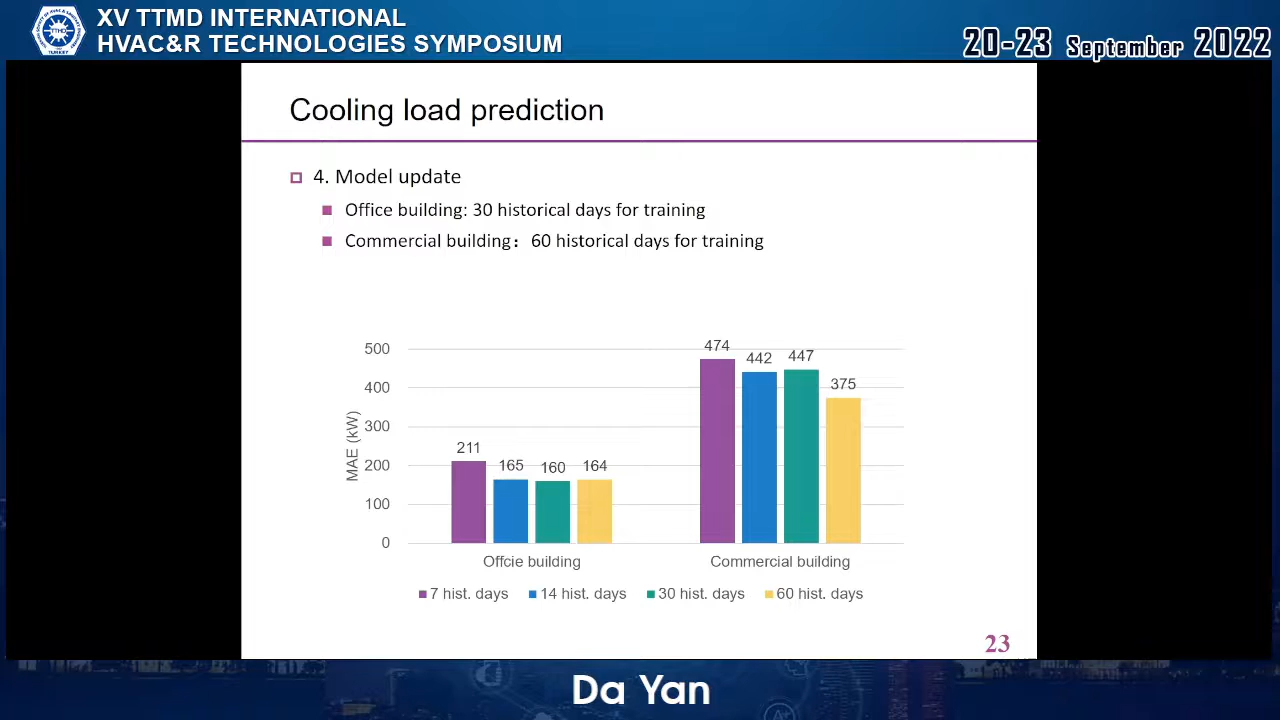 XV TTMD INTERNATIONAL
HVAC&R TECHNOLOGIES SYMPOSIUM
20-23 September 2022
Cooling load prediction
4. Model update
Office building: 30 historical days for training
Commercial building：60 historical days for training
MAE (kW)
500
400
300
200
100
0
211
165
160
164
474
442
447
375
Offcie building
Commercial building
7 hist. days
14 hist. days
30 hist. days
60 hist. days
23
Da Yan